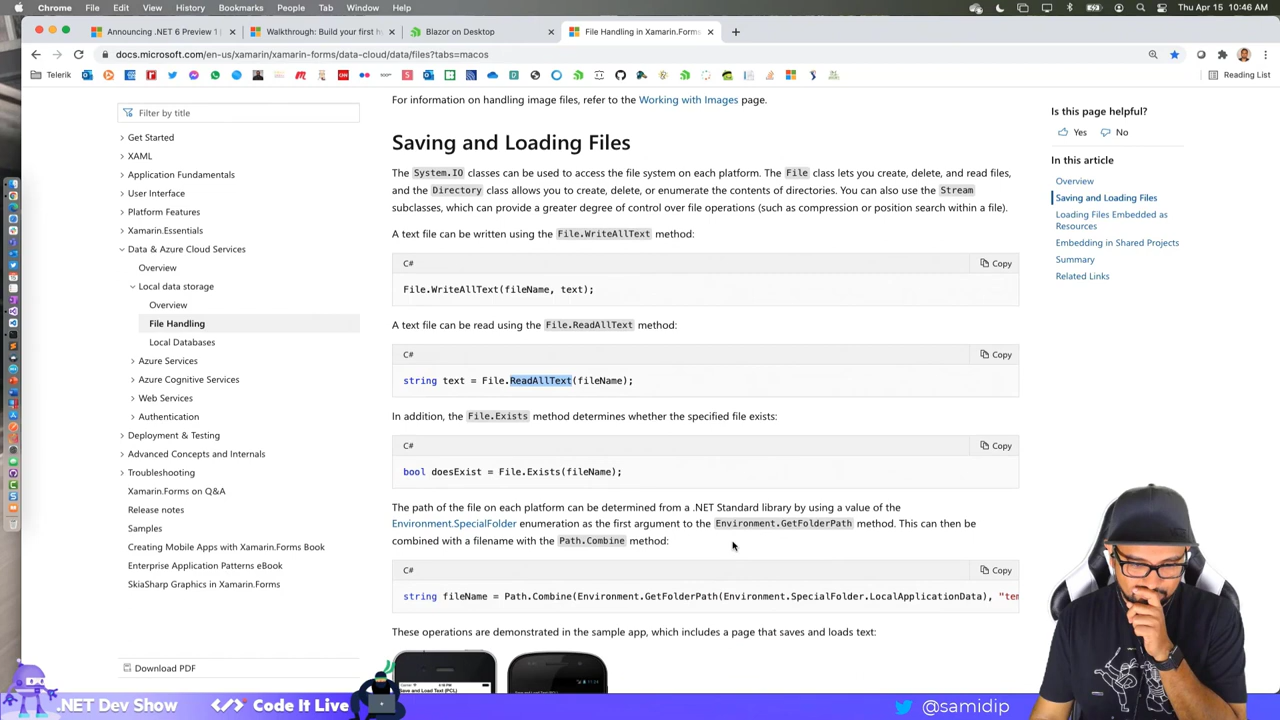 Chrome File Edit View History Bookmarks People Tab Window Help
Thu Apr 15 10:46 AM
Announcing .NET 6 Preview 1 |
Walkthrough: Build your first h
Blazor on Desktop
File Handling in Xamarin.Forms
docs.microsoft.com/en-us/xamarin/xamarin-forms/data-cloud/data/files?tabs=macos
Telerik
Reading List
Filter by title
Get Started
XAML
Application Fundamentals
User Interface
Platform Features
Xamarin.Essentials
Data & Azure Cloud Services
Overview
Local data storage
Overview
File Handling
Local Databases
Azure Services
Azure Cognitive Services
Web Services
Authentication
Deployment & Testing
Advanced Concepts and Internals
Troubleshooting
Xamarin.Forms on Q&A
Release notes
Samples
Creating Mobile Apps with Xamarin.Forms Book
Enterprise Application Patterns eBook
SkiaSharp Graphics in Xamarin.Forms
Download PDF
For information on handling image files, refer to the Working with Images page.
Saving and Loading Files
The System.IO classes can be used to access the file system on each platform. The File class lets you create, delete, and read files,
and the Directory class allows you to create, delete, or enumerate the contents of directories. You can also use the Stream
subclasses, which can provide a greater degree of control over file operations (such as compression or position search within a file).
A text file can be written using the File.WriteAllText method:
C#
Copy
File.WriteAllText(fileName, text);
A text file can be read using the File.ReadAllText method:
C#
Copy
string text = File.ReadAllText(fileName);
In addition, the File.Exists method determines whether the specified file exists:
C#
Copy
bool doesExist = File.Exists(fileName);
The path of the file on each platform can be determined from a .NET Standard library by using a value of the
Environment.SpecialFolder enumeration as the first argument to the Environment.GetFolderPath method. This can then be
combined with a filename with the Path.Combine method:
C#
Copy
string fileName = Path.Combine(Environment.GetFolderPath(Environment.SpecialFolder.LocalApplicationData), "tem
These operations are demonstrated in the sample app, which includes a page that saves and loads text:
Is this page helpful?
Yes No
In this article
Overview
Saving and Loading Files
Loading Files Embedded as
Resources
Embedding in Shared Projects
Summary
Related Links
.NET Dev Show
Code It Live
@samidip